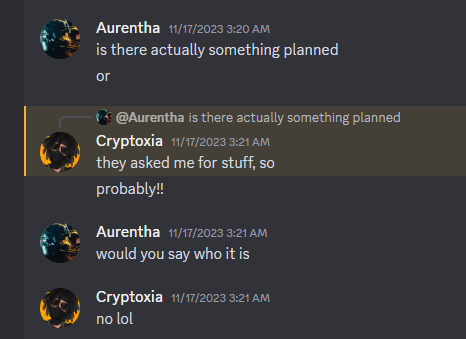 Aurentha 11/17/2023 3:20 AM
is there actually something planned
or
@Aurentha is there actually something planned
Cryptoxia 11/17/2023 3:21 AM
they asked me for stuff, so
probably!!
Aurentha 11/17/2023 3:21 AM
would you say who it is
Cryptoxia 11/17/2023 3:21 AM
no lol